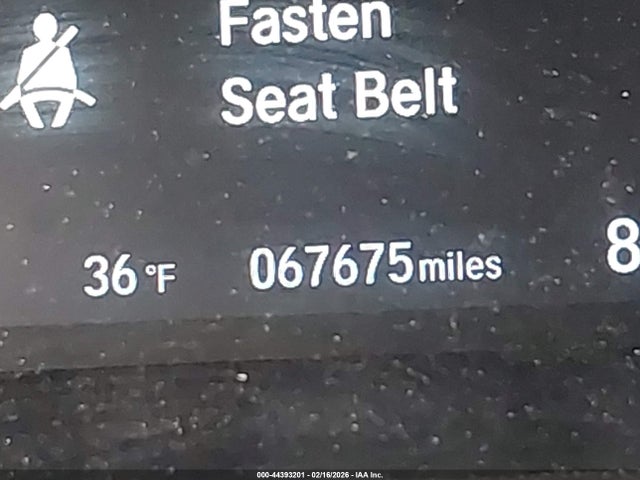 Fasten
Seat Belt
36 °F
067675 miles
8
000-44393201 - 02/16/2026 - IAA Inc.